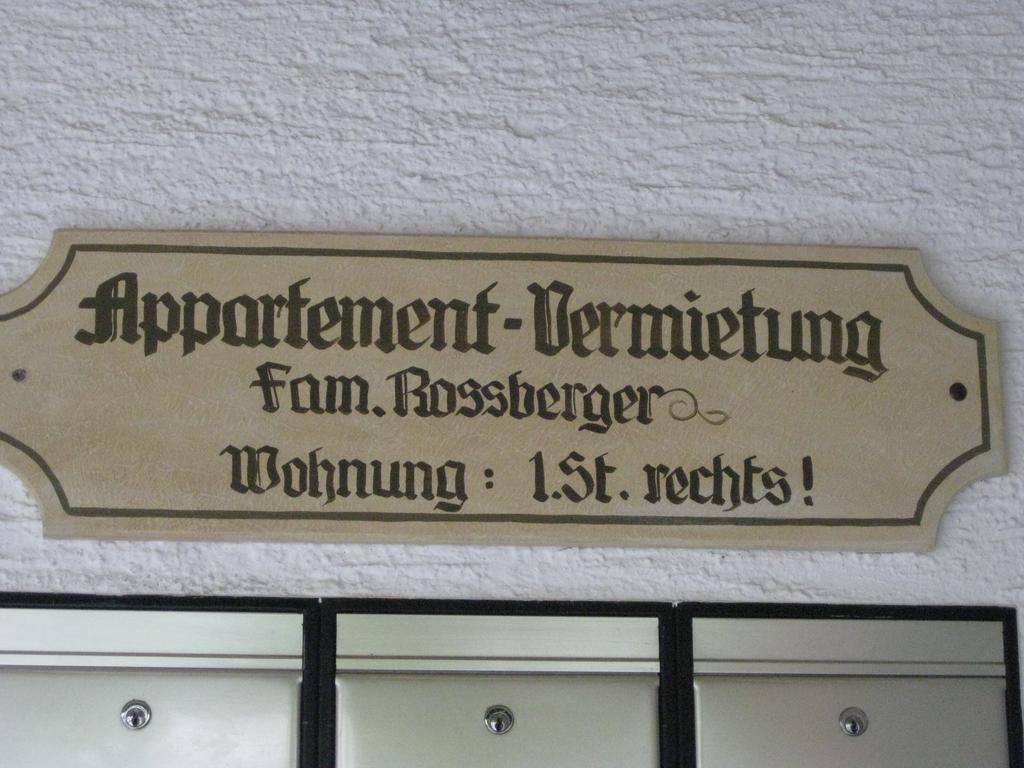 Appartement-Vermietung
Fam. Rossberger
Wohnung: 1.St. rechts!